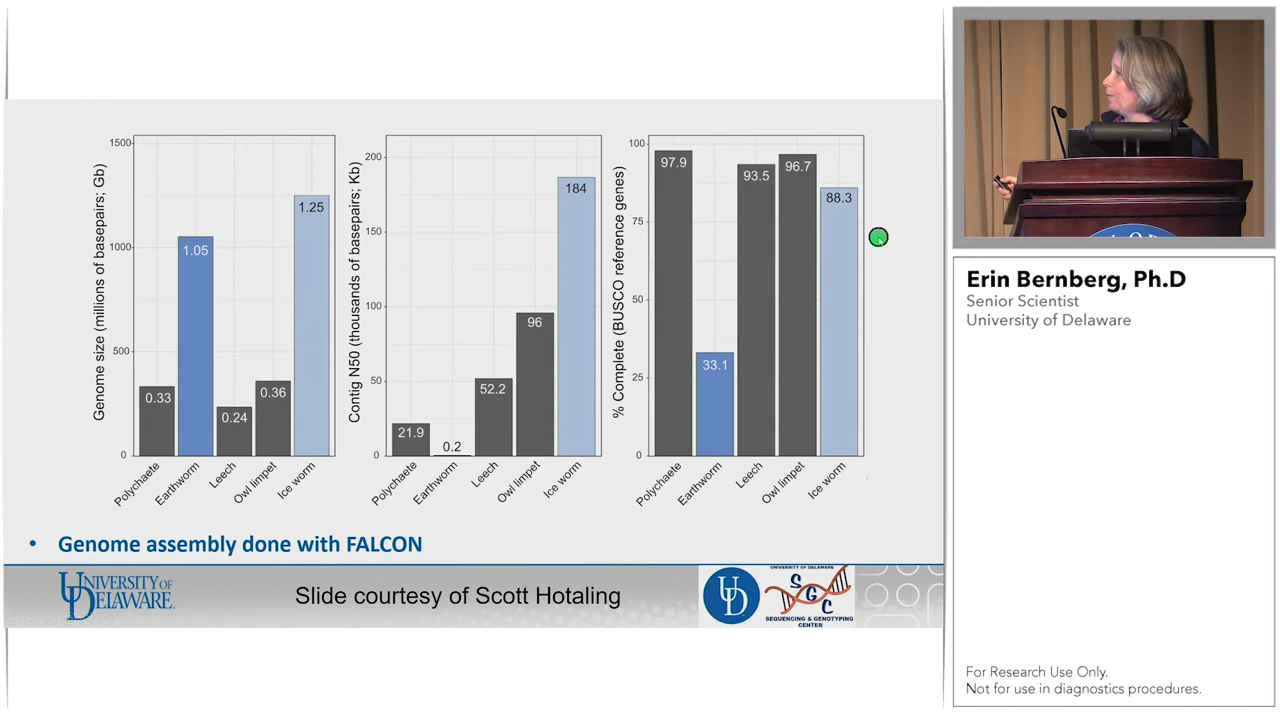 Genome size (millions of basepairs; Gb)
1500
1000
500
0
0.33
1.05
0.24
0.36
1.25
Polychaete
Earthworm
Leech
Owl limpet
Ice worm
Contig N50 (thousands of basepairs; Kb)
200
150
100
50
0
21.9
0.2
52.2
96
184
Polychaete
Earthworm
Leech
Owl limpet
Ice worm
% Complete (BUSCO reference genes)
100
75
50
25
0
97.9
33.1
93.5
96.7
88.3
Polychaete
Earthworm
Leech
Owl limpet
Ice worm
• Genome assembly done with FALCON
UNIVERSITY OF
DELAWARE.
Slide courtesy of Scott Hotaling
UD
UNIVERSITY OF DELAWARE
S
G
C
SEQUENCING & GENOTYPING
CENTER
Erin Bernberg, Ph.D
Senior Scientist
University of Delaware
For Research Use Only.
Not for use in diagnostics procedures.